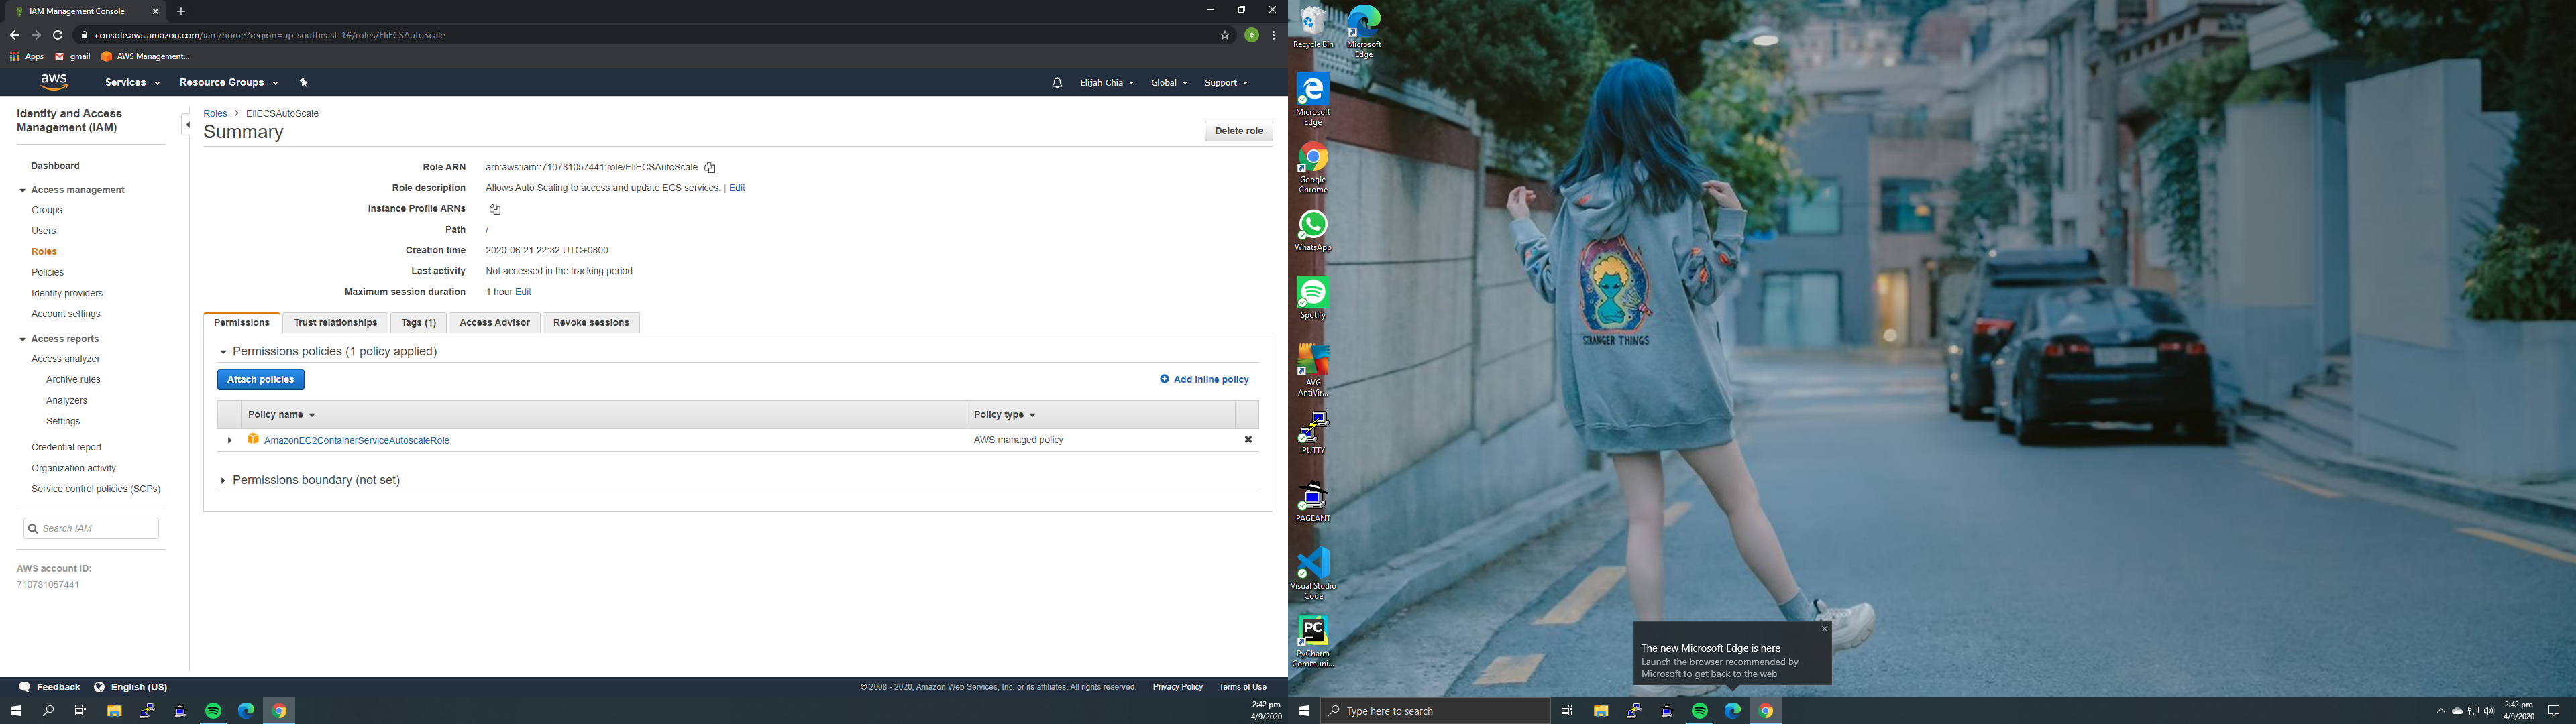 IAM Management Console
console.aws.amazon.com/iam/home?region=ap-southeast-1#/roles/EliECSAutoScale
e
Apps
gmail
AWS Management...
aws
Services
Resource Groups
Elijah Chia
Global
Support
Identity and Access
Management (IAM)
Dashboard
Access management
Groups
Users
Roles
Policies
Identity providers
Account settings
Access reports
Access analyzer
Archive rules
Analyzers
Settings
Credential report
Organization activity
Service control policies (SCPs)
Search IAM
AWS account ID:
710781057441
Roles > EliECSAutoScale
Summary
Delete role
Role ARN arn:aws:iam::710781057441:role/EliECSAutoScale
Role description Allows Auto Scaling to access and update ECS services. | Edit
Instance Profile ARNs
Path /
Creation time 2020-06-21 22:32 UTC+0800
Last activity Not accessed in the tracking period
Maximum session duration 1 hour Edit
Permissions
Trust relationships
Tags (1)
Access Advisor
Revoke sessions
Permissions policies (1 policy applied)
Attach policies
Add inline policy
Policy name
Policy type
AmazonEC2ContainerServiceAutoscaleRole
AWS managed policy
Permissions boundary (not set)
Feedback
English (US)
© 2008 - 2020, Amazon Web Services, Inc. or its affiliates. All rights reserved.
Privacy Policy
Terms of Use
2:42 pm
4/9/2020
Recycle Bin
Microsoft
Edge
Microsoft
Edge
Google
Chrome
WhatsApp
Spotify
AVG
AntiVir...
PUTTY
PAGEANT
Visual Studio
Code
PC
PyCharm
Communi...
STRANGER THINGS
The new Microsoft Edge is here
Launch the browser recommended by
Microsoft to get back to the web
Type here to search
2:42 pm
4/9/2020